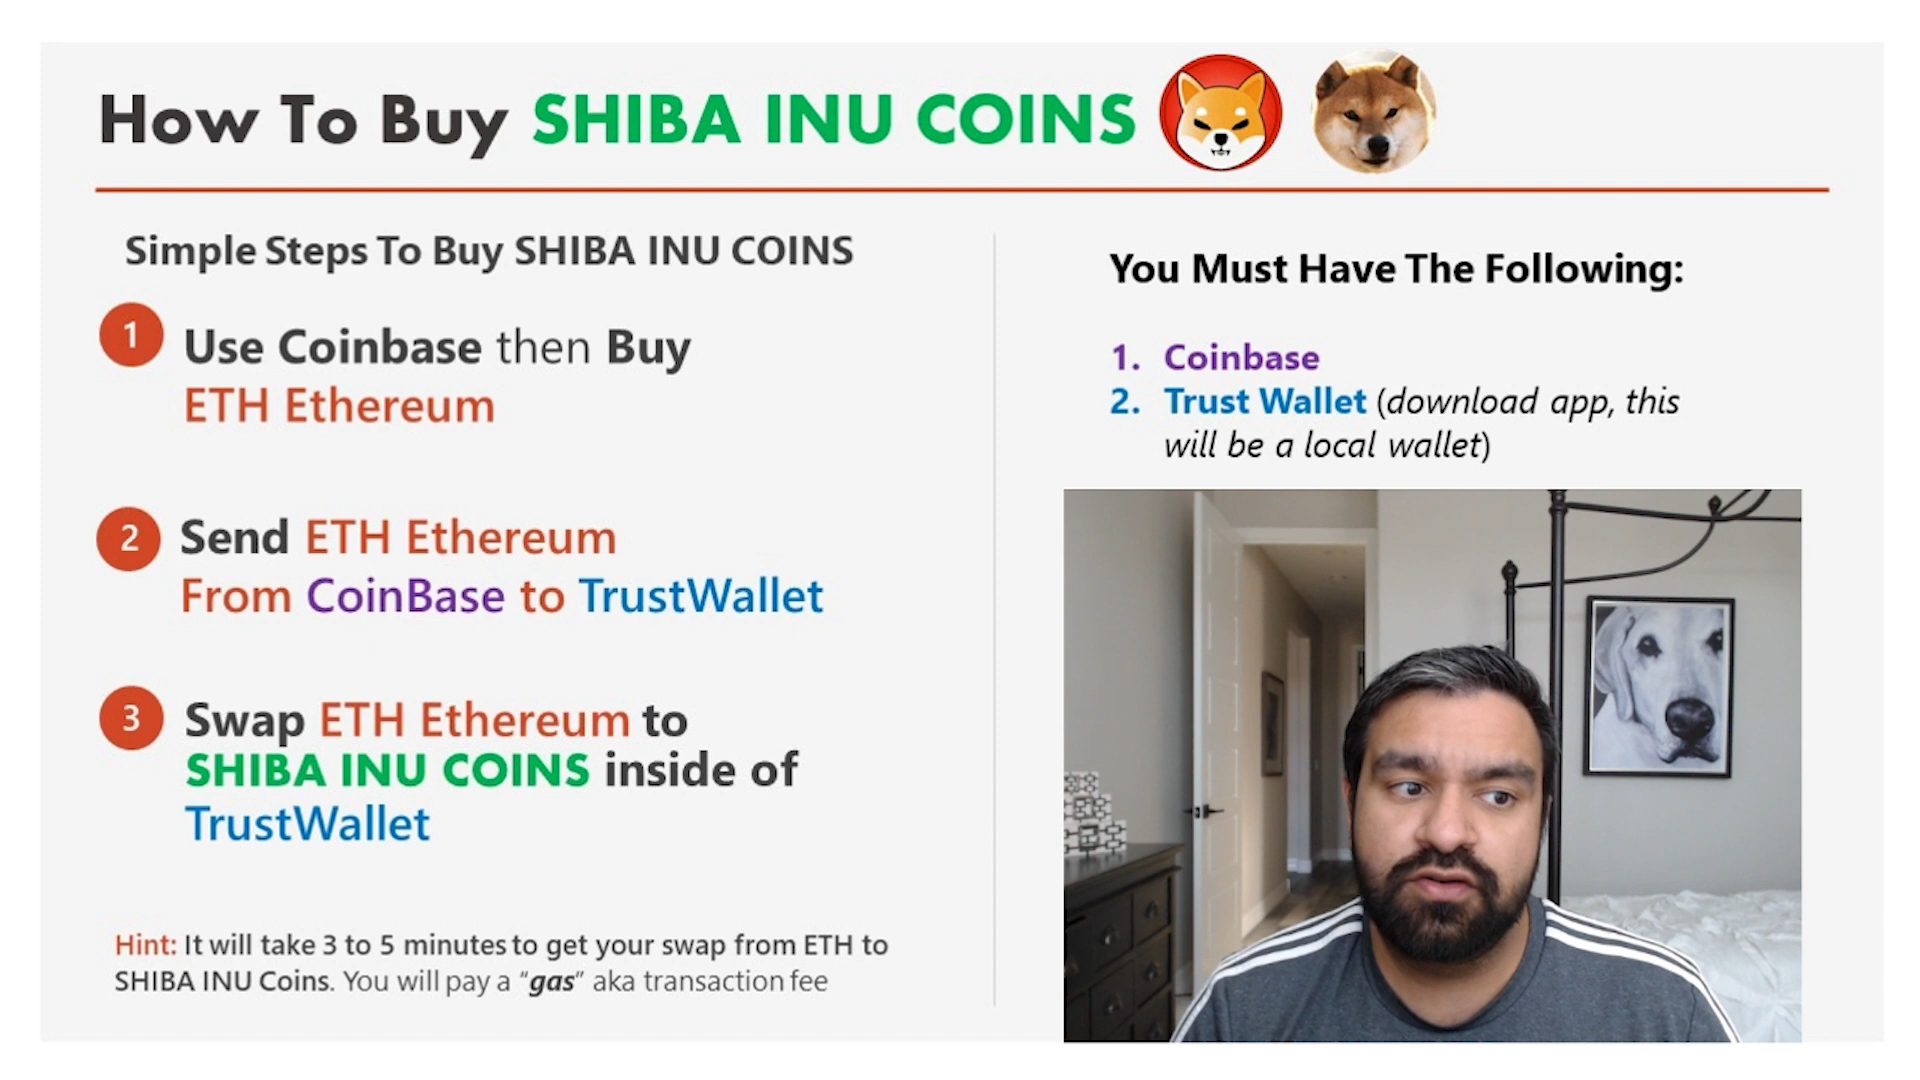 How To Buy SHIBA INU COINS
Simple Steps To Buy SHIBA INU COINS
1
Use Coinbase then Buy
ETH Ethereum
2
Send ETH Ethereum
From CoinBase to TrustWallet
3
Swap ETH Ethereum to
SHIBA INU COINS inside of
TrustWallet
Hint: It will take 3 to 5 minutes to get your swap from ETH to
SHIBA INU Coins. You will pay a “gas” aka transaction fee
You Must Have The Following:
1. Coinbase
2. Trust Wallet (download app, this
will be a local wallet)